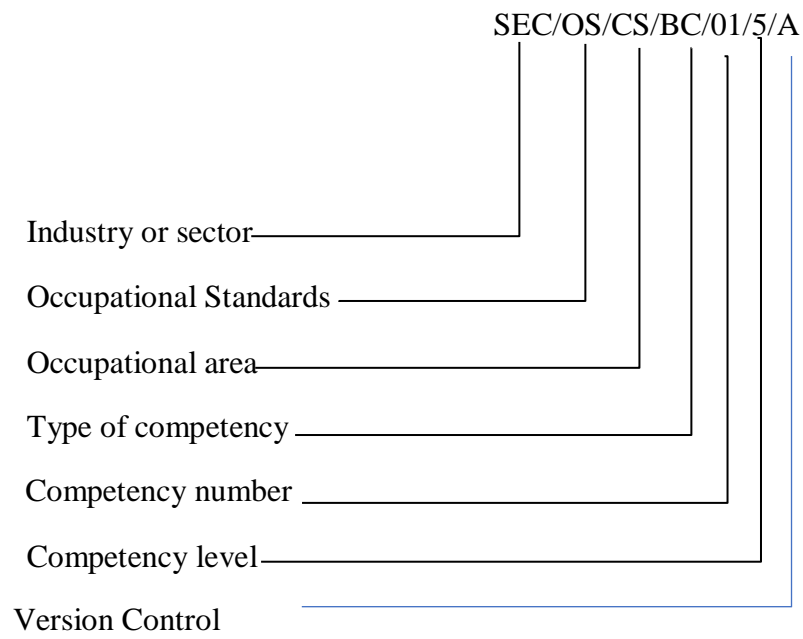 SEC/OS/CS/BC/01/5/A
Industry or sector
Occupational Standards
Occupational area
Type of competency
Competency number
Competency level
Version Control